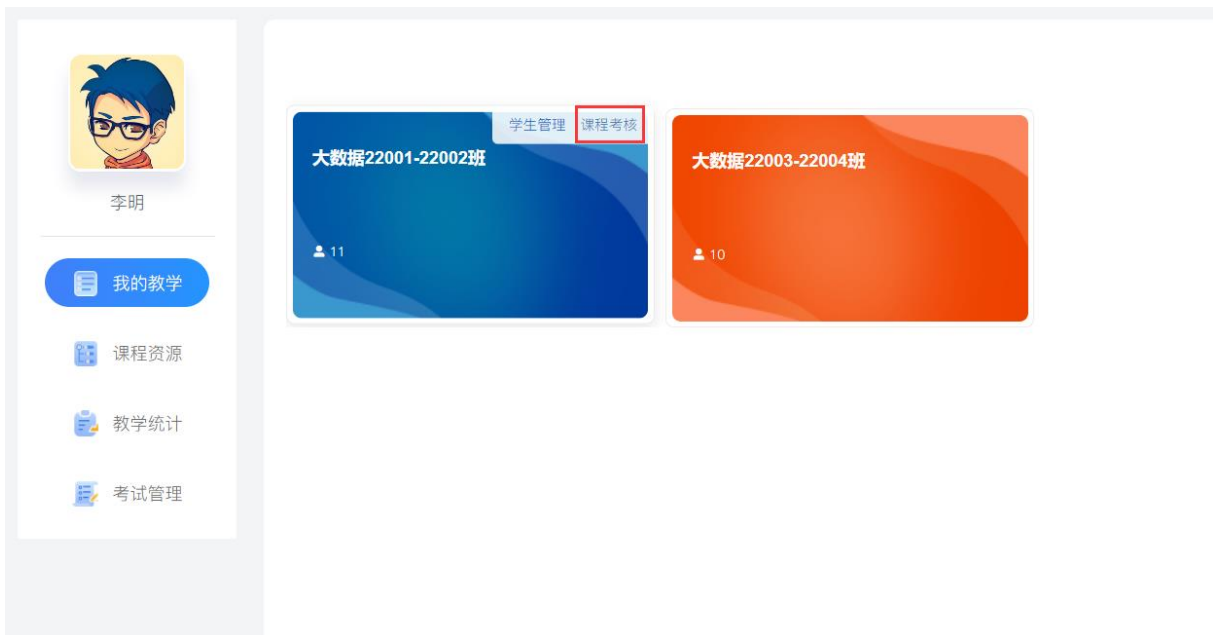 李明
我的教学
课程资源
教学统计
考试管理
学生管理 课程考核
大数据22001-22002班
11
大数据22003-22004班
10